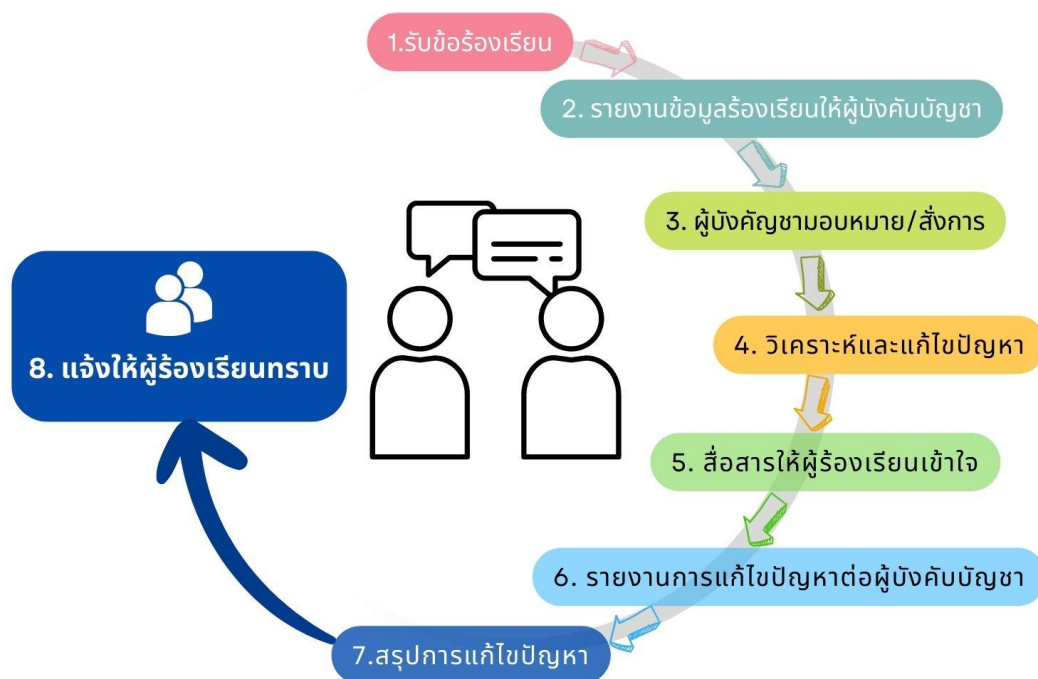 1.รับข้อร้องเรียน
2. รายงานข้อมูลร้องเรียนให้ผู้บังคับบัญชา
3. ผู้บังคัญชามอบหมาย/สั่งการ
4. วิเคราะห์และแก้ไขปัญหา
5. สื่อสารให้ผู้ร้องเรียนเข้าใจ
6. รายงานการแก้ไขปัญหาต่อผู้บังคับบัญชา
7.สรุปการแก้ไขปัญหา
8. แจ้งให้ผู้ร้องเรียนทราบ